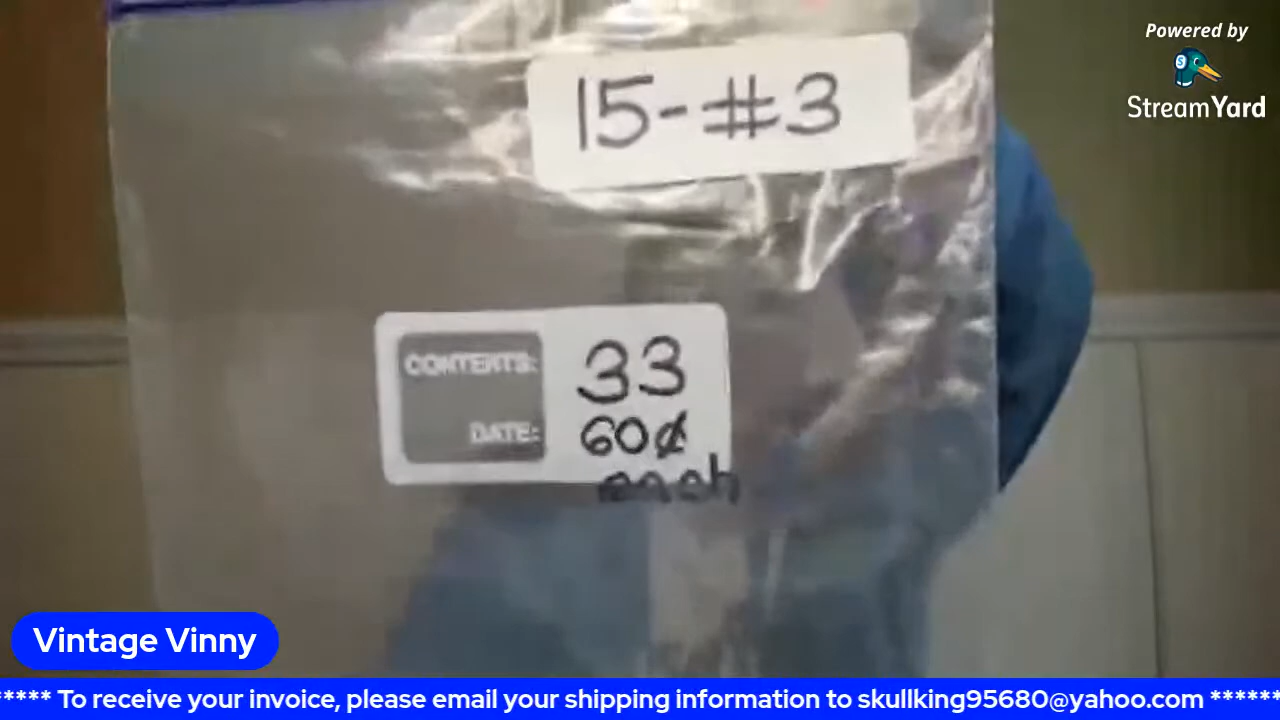 Powered by
StreamYard
15-#3
CONTENTS: 33
DATE: 60¢
each
Vintage Vinny
***** To receive your invoice, please email your shipping information to skullking95680@yahoo.com ******